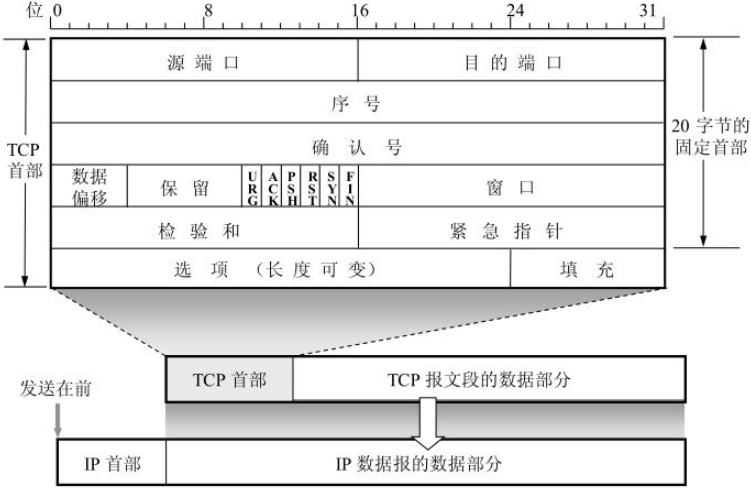 位 0 8 16 24 31
源端口 目的端口
序号
TCP
首部
20 字节的
固定首部
确认号
数据
偏移
保留
URG
ACK
PSH
RST
SYN
FIN
窗口
检验和 紧急指针
选项 （长度可变） 填充
TCP 首部 TCP 报文段的数据部分
发送在前
IP 首部 IP 数据报的数据部分